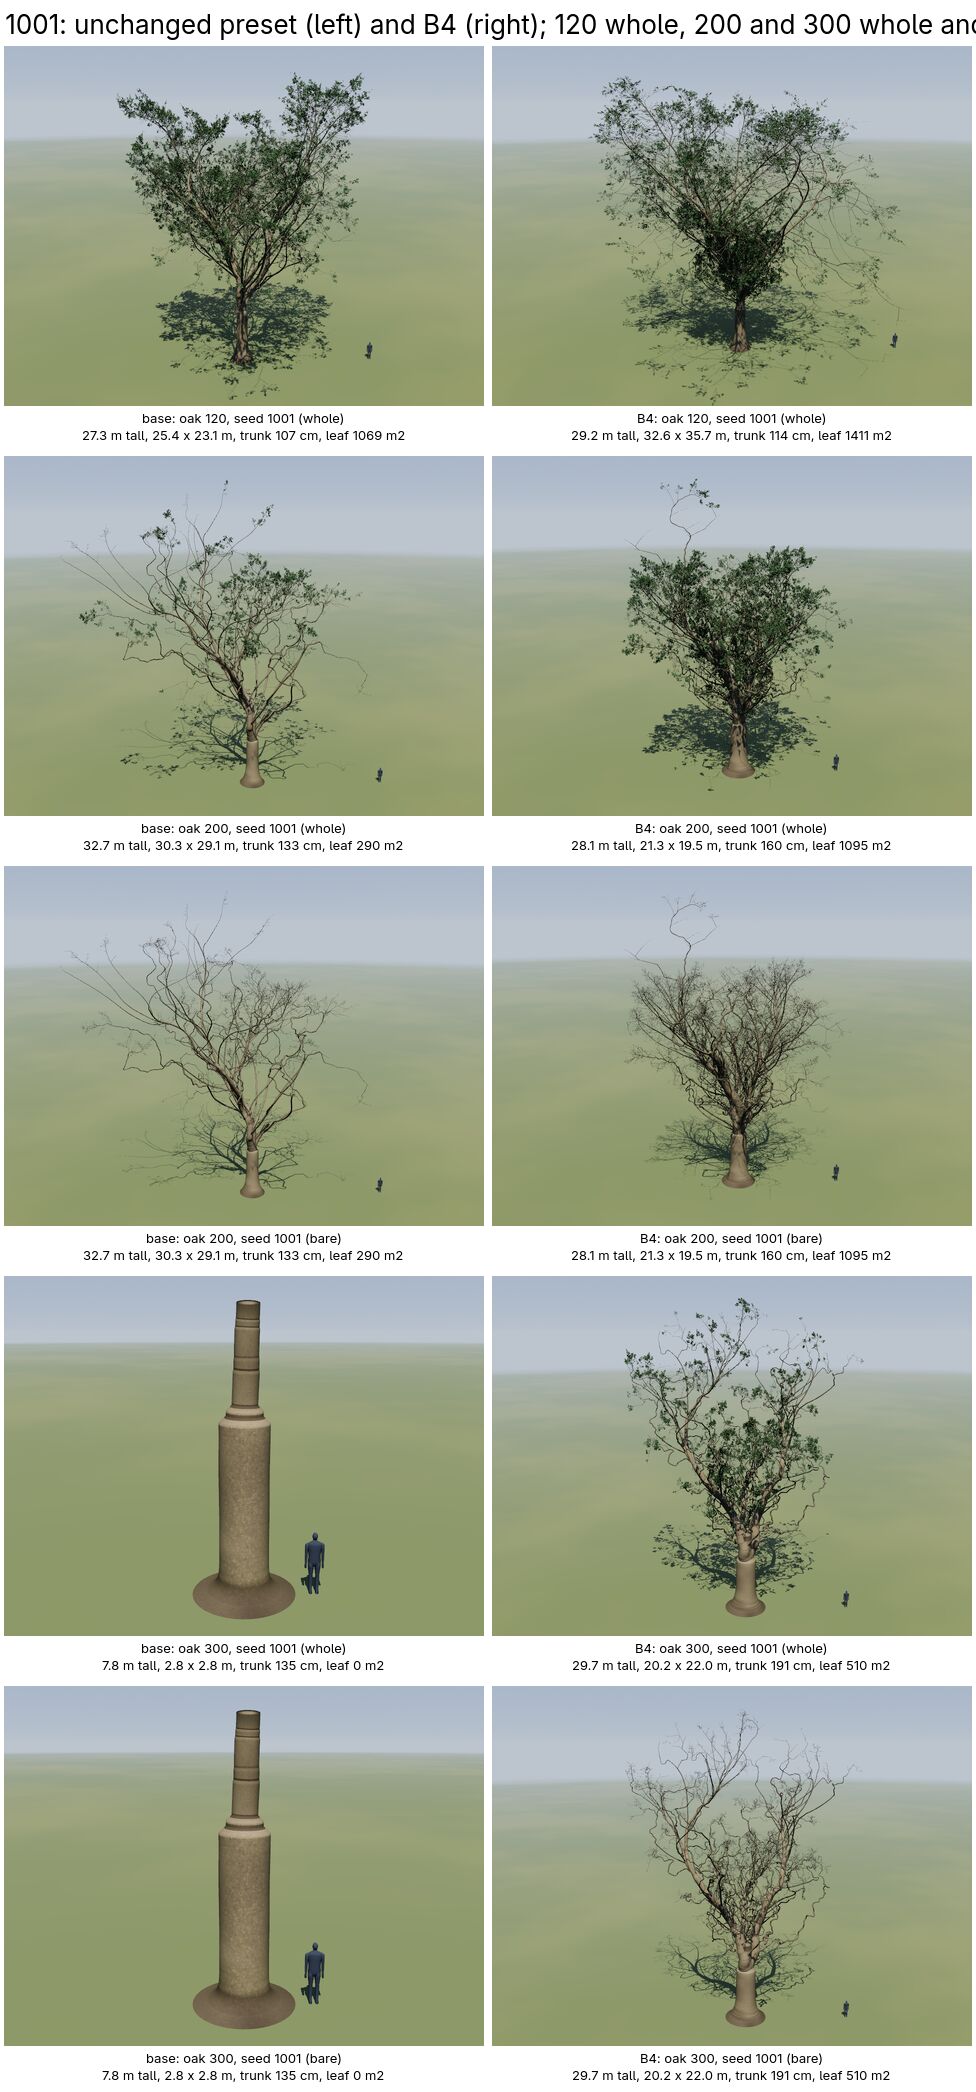 1001: unchanged preset (left) and B4 (right); 120 whole, 200 and 300 whole
base: oak 120, seed 1001 (whole)
27.3 m tall, 25.4 x 23.1 m, trunk 107 cm, leaf 1069 m2
B4: oak 120, seed 1001 (whole)
29.2 m tall, 32.6 x 35.7 m, trunk 114 cm, leaf 1411 m2
base: oak 200, seed 1001 (whole)
32.7 m tall, 30.3 x 29.1 m, trunk 133 cm, leaf 290 m2
B4: oak 200, seed 1001 (whole)
28.1 m tall, 21.3 x 19.5 m, trunk 160 cm, leaf 1095 m2
base: oak 200, seed 1001 (bare)
32.7 m tall, 30.3 x 29.1 m, trunk 133 cm, leaf 290 m2
B4: oak 200, seed 1001 (bare)
28.1 m tall, 21.3 x 19.5 m, trunk 160 cm, leaf 1095 m2
base: oak 300, seed 1001 (whole)
7.8 m tall, 2.8 x 2.8 m, trunk 135 cm, leaf 0 m2
B4: oak 300, seed 1001 (whole)
29.7 m tall, 20.2 x 22.0 m, trunk 191 cm, leaf 510 m2
base: oak 300, seed 1001 (bare)
7.8 m tall, 2.8 x 2.8 m, trunk 135 cm, leaf 0 m2
B4: oak 300, seed 1001 (bare)
29.7 m tall, 20.2 x 22.0 m, trunk 191 cm, leaf 510 m2